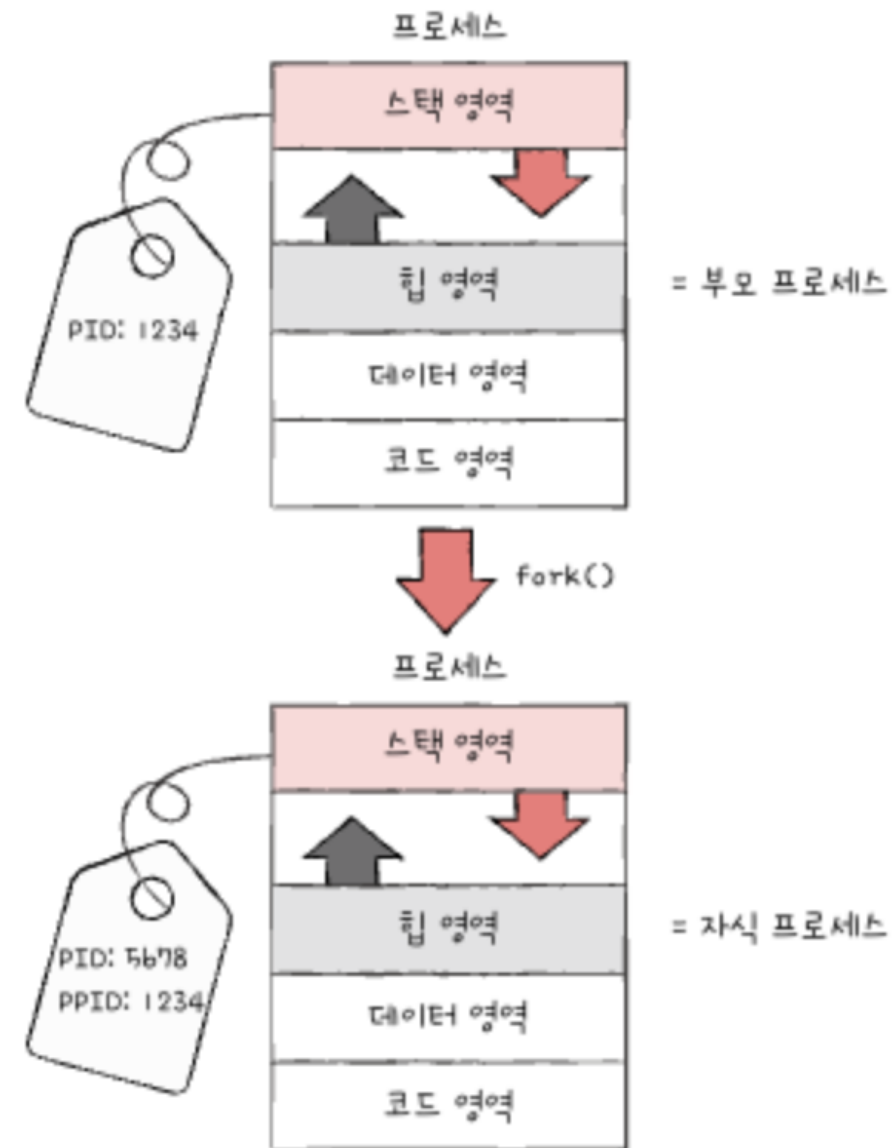 프로세스
스택 영역
힙 영역
= 부모 프로세스
PID: 1234
데이터 영역
코드 영역
fork()
프로세스
스택 영역
힙 영역
= 자식 프로세스
PID: 5678
PPID: 1234
데이터 영역
코드 영역